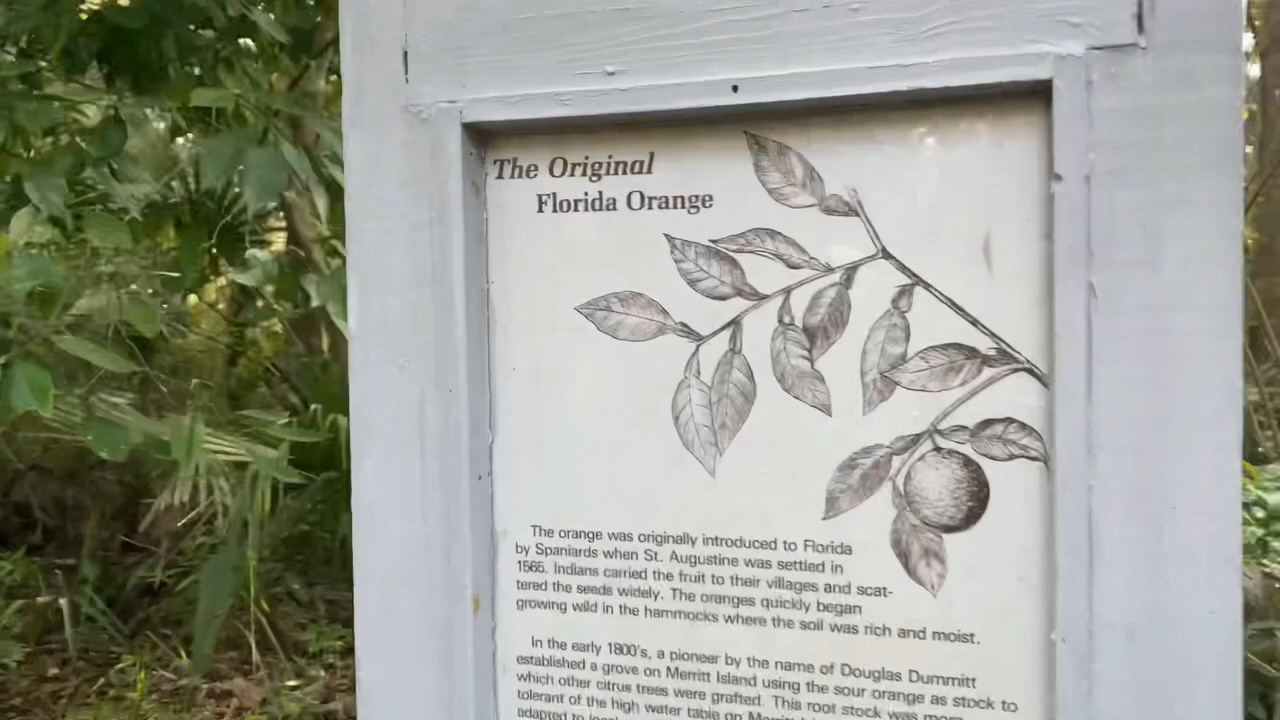 The Original
Florida Orange
The orange was originally introduced to Florida
by Spaniards when St. Augustine was settled in
1565. Indians carried the fruit to their villages and scat-
tered the seeds widely. The oranges quickly began
growing wild in the hammocks where the soil was rich and moist.
In the early 1800's, a pioneer by the name of Douglas Dummitt
established a grove on Merritt Island using the sour orange as stock to
which other citrus trees were grafted. This root stock was more
tolerant of the high water table on Merritt
adapted to